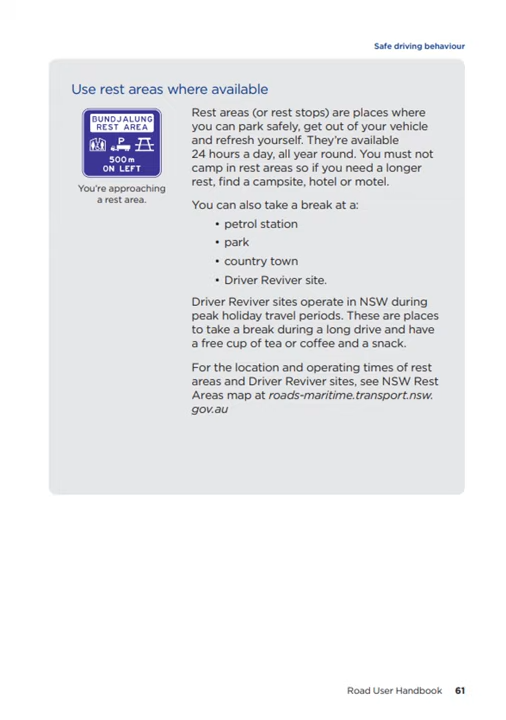 Safe driving behaviour
Use rest areas where available
BUNDJALUNG
REST AREA
P
500m
ON LEFT
You're approaching
a rest area.
Rest areas (or rest stops) are places where
you can park safely, get out of your vehicle
and refresh yourself. They're available
24 hours a day, all year round. You must not
camp in rest areas so if you need a longer
rest, find a campsite, hotel or motel.
You can also take a break at a:
• petrol station
• park
• country town
• Driver Reviver site.
Driver Reviver sites operate in NSW during
peak holiday travel periods. These are places
to take a break during a long drive and have
a free cup of tea or coffee and a snack.
For the location and operating times of rest
areas and Driver Reviver sites, see NSW Rest
Areas map at roads-maritime.transport.nsw.
gov.au
Road User Handbook 61